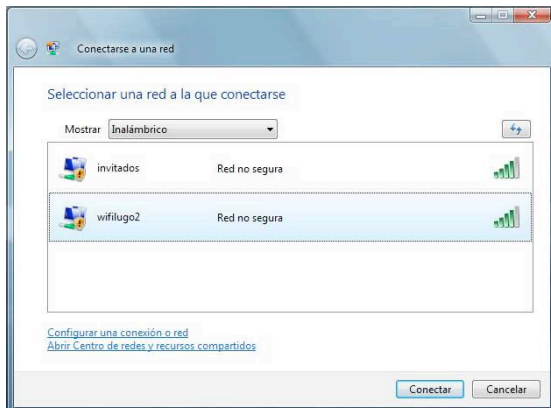 Conectarse a una red
Seleccionar una red a la que conectarse
Mostrar Inalámbrico
invitados Red no segura
wifilugo2 Red no segura
Configurar una conexión o red
Abrir Centro de redes y recursos compartidos
Conectar Cancelar